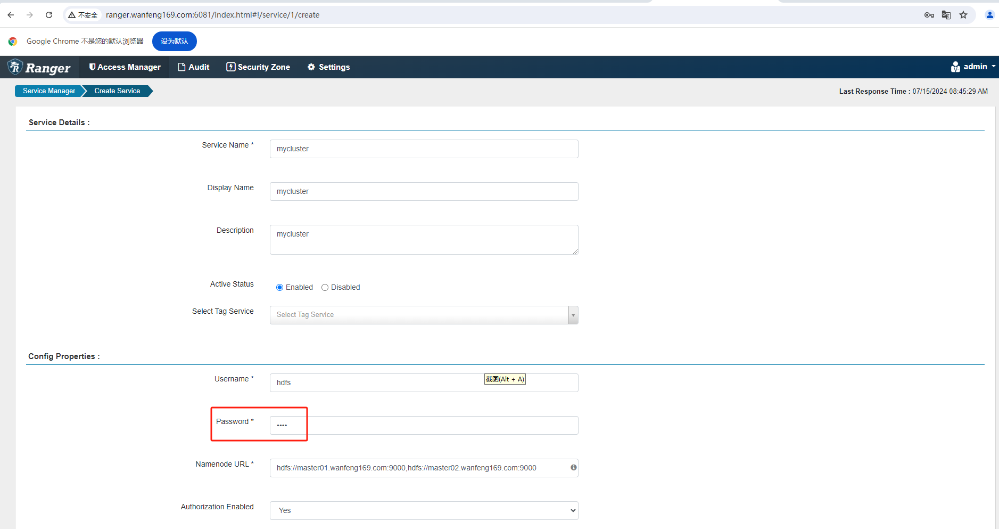 不安全 ranger.wanfeng169.com:6081/index.html#!/service/1/create
Google Chrome 不是您的默认浏览器 设为默认
Ranger Access Manager Audit Security Zone Settings admin
Service Manager Create Service Last Response Time : 07/15/2024 08:45:29 AM
Service Details :
Service Name * mycluster
Display Name mycluster
Description mycluster
Active Status Enabled Disabled
Select Tag Service Select Tag Service
Config Properties :
Username * hdfs 截图(Alt + A)
Password * ••••
Namenode URL * hdfs://master01.wanfeng169.com:9000,hdfs://master02.wanfeng169.com:9000
Authorization Enabled Yes